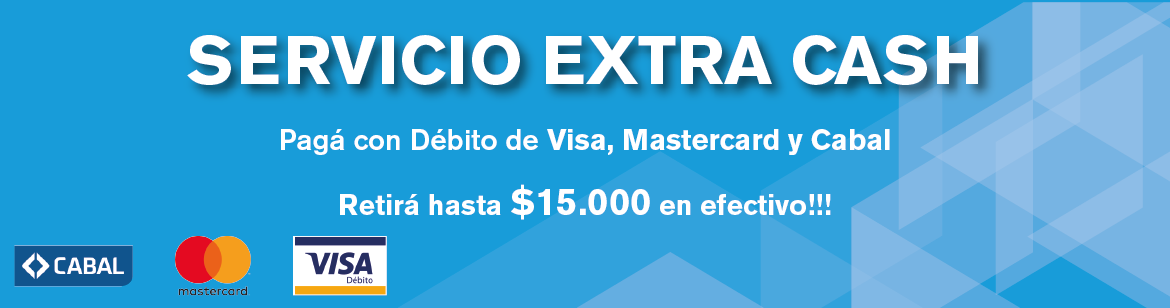 SERVICIO EXTRA CASH
Pagá con Débito de Visa, Mastercard y Cabal
Retirá hasta $15.000 en efectivo!!!
CABAL
mastercard
VISA
Débito